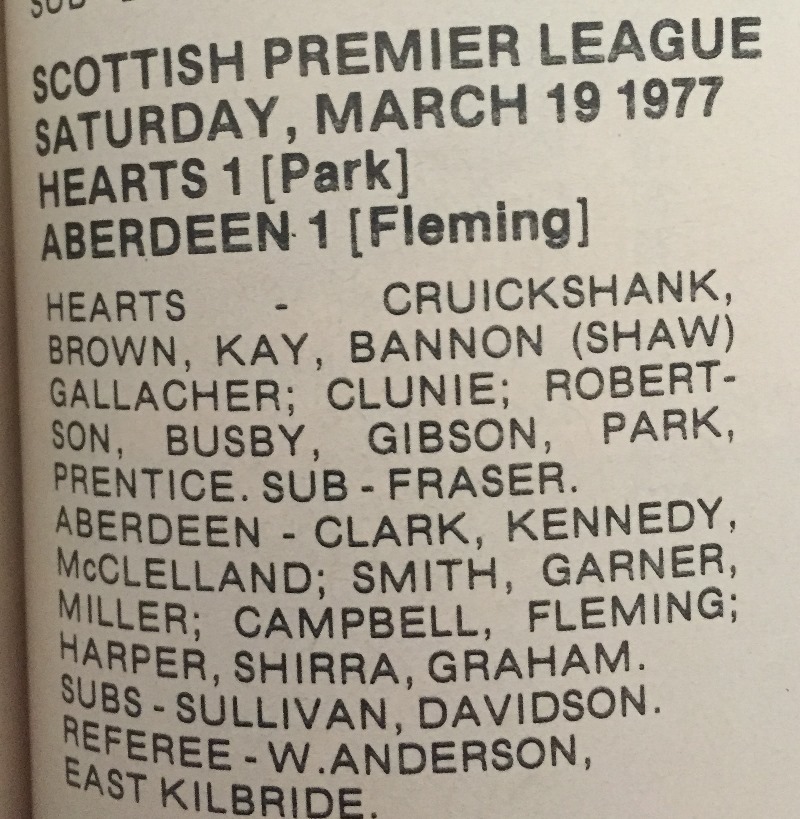 SCOTTISH PREMIER LEAGUE
SATURDAY, MARCH 19 1977
HEARTS 1 [Park]
ABERDEEN 1 [Fleming]
HEARTS - CRUICKSHANK,
BROWN, KAY, BANNON (SHAW)
GALLACHER; CLUNIE; ROBERT-
SON, BUSBY, GIBSON, PARK,
PRENTICE. SUB - FRASER.
ABERDEEN - CLARK, KENNEDY,
McCLELLAND; SMITH, GARNER,
MILLER; CAMPBELL, FLEMING;
HARPER, SHIRRA, GRAHAM.
SUBS - SULLIVAN, DAVIDSON.
REFEREE - W.ANDERSON,
EAST KILBRIDE.